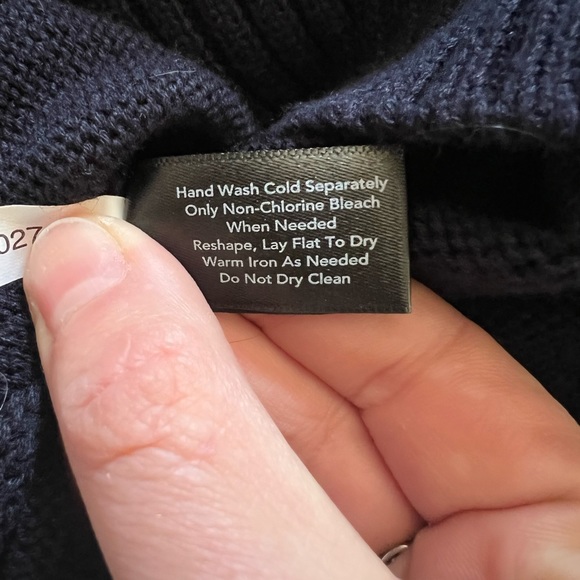 027
Hand Wash Cold Separately
Only Non-Chlorine Bleach
When Needed
Reshape, Lay Flat To Dry
Warm Iron As Needed
Do Not Dry Clean